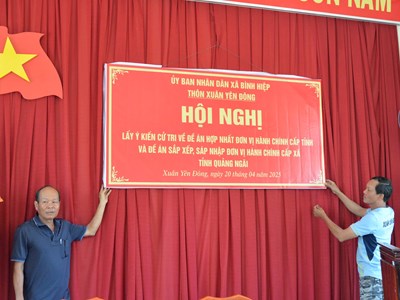 ỦY BAN NHÂN DÂN XÃ BÌNH HIỆP
THÔN XUÂN YÊN ĐÔNG
HỘI NGHỊ
LẤY Ý KIẾN CỬ TRI VỀ ĐỀ ÁN HỢP NHẤT ĐƠN VỊ HÀNH CHÍNH CẤP TỈNH
VÀ ĐỀ ÁN SẮP XẾP, SÁP NHẬP ĐƠN VỊ HÀNH CHÍNH CẤP XÃ
TỈNH QUẢNG NGÃI
Xuân Yên Đông, ngày 20 tháng 04 năm 2025